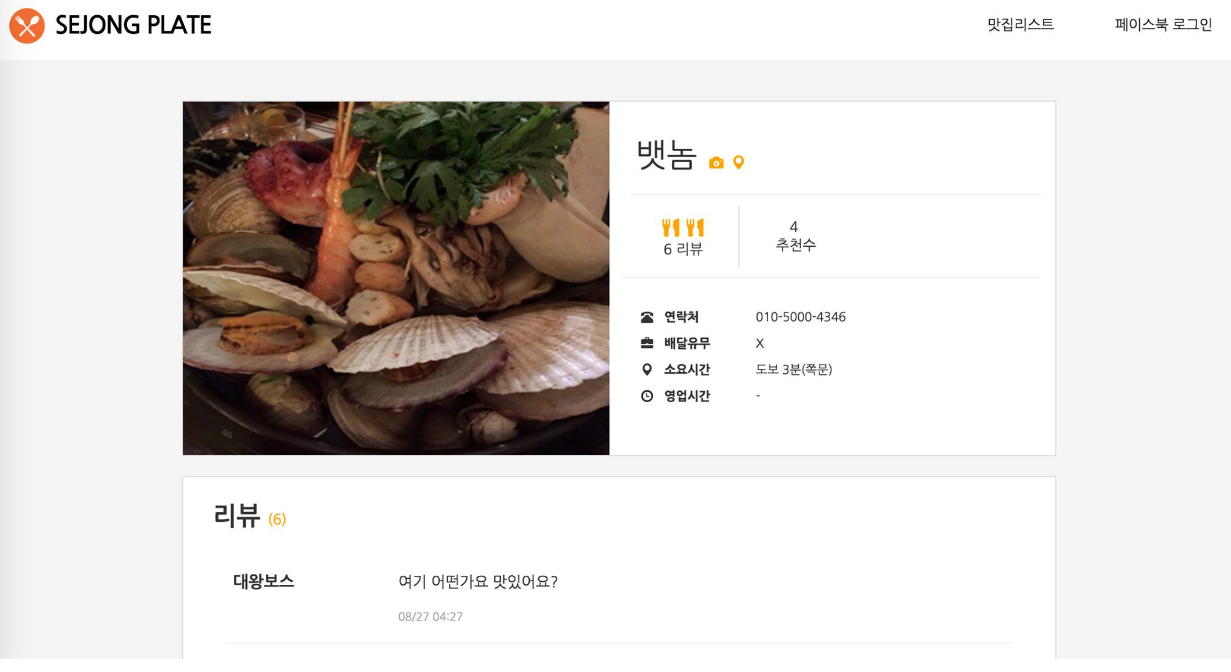 SEJONG PLATE
맛집리스트
페이스북 로그인
뱃놈
6 리뷰
4
추천수
연락처 010-5000-4346
배달유무 X
소요시간 도보 3분(쪽문)
영업시간 -
리뷰 (6)
대왕보스 여기 어떤가요 맛있어요?
08/27 04:27